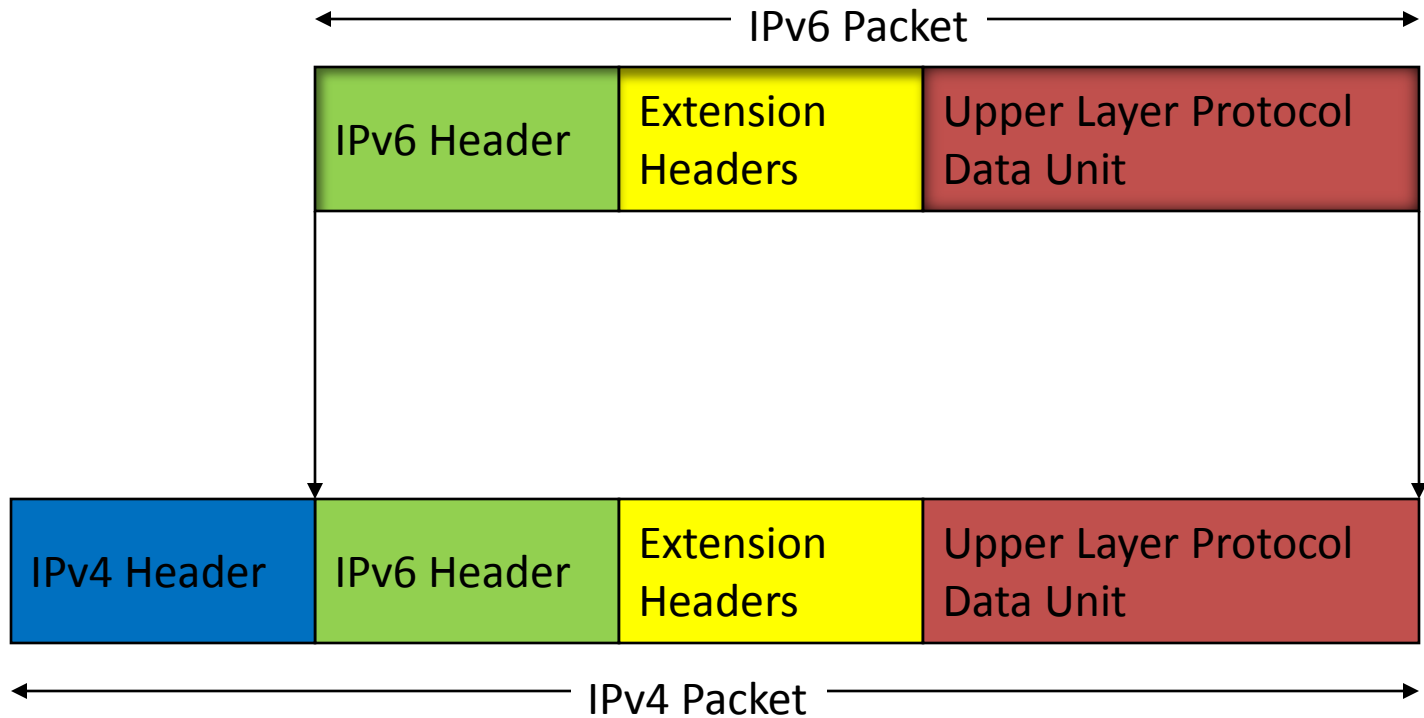 IPv6 Packet
IPv6 Header
Extension
Headers
Upper Layer Protocol
Data Unit
IPv4 Header
IPv6 Header
Extension
Headers
Upper Layer Protocol
Data Unit
IPv4 Packet